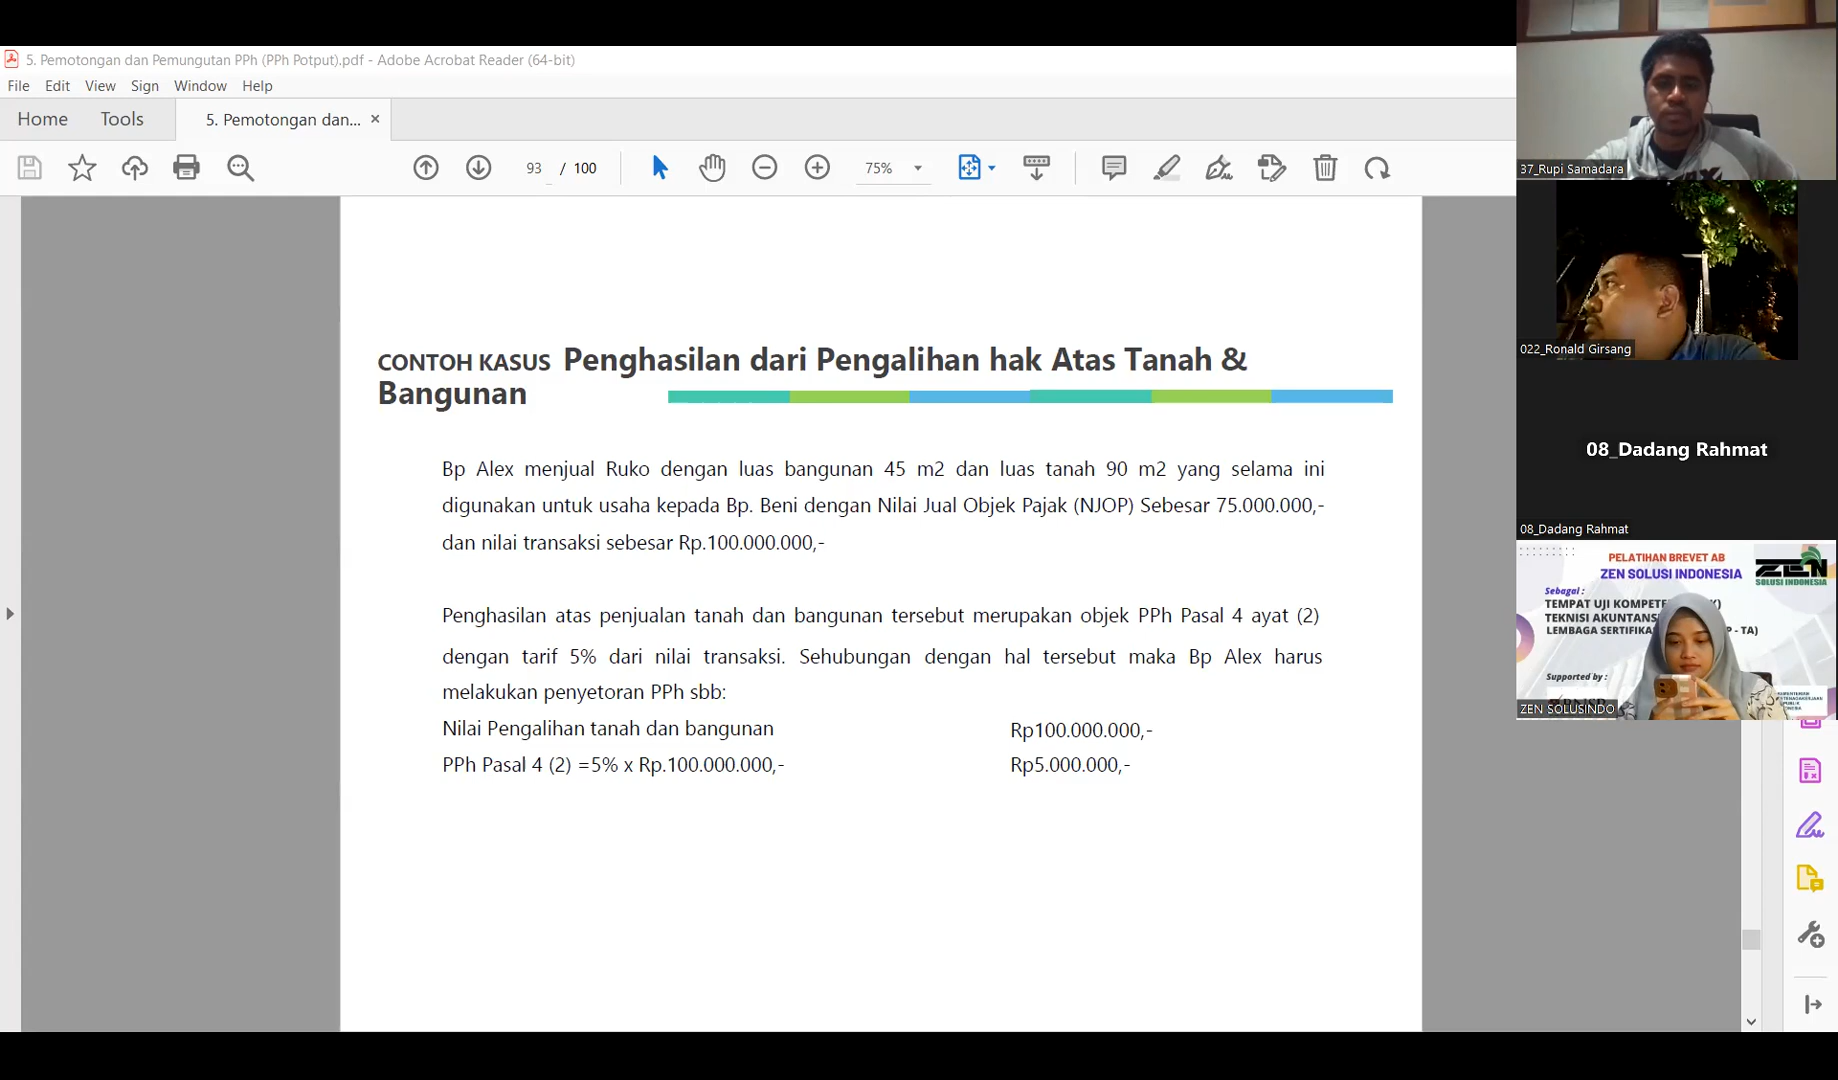 5. Pemotongan dan Pemungutan PPh (PPh Potput).pdf - Adobe Acrobat Reader (64-bit)
File Edit View Sign Window Help
Home Tools 5. Pemotongan dan... ×
93 / 100 75%
CONTOH KASUS Penghasilan dari Pengalihan hak Atas Tanah &
Bangunan
Bp Alex menjual Ruko dengan luas bangunan 45 m2 dan luas tanah 90 m2 yang selama ini
digunakan untuk usaha kepada Bp. Beni dengan Nilai Jual Objek Pajak (NJOP) Sebesar 75.000.000,-
dan nilai transaksi sebesar Rp.100.000.000,-
Penghasilan atas penjualan tanah dan bangunan tersebut merupakan objek PPh Pasal 4 ayat (2)
dengan tarif 5% dari nilai transaksi. Sehubungan dengan hal tersebut maka Bp Alex harus
melakukan penyetoran PPh sbb:
Nilai Pengalihan tanah dan bangunan Rp100.000.000,-
PPh Pasal 4 (2) =5% x Rp.100.000.000,- Rp5.000.000,-
37_Rupi Samadara
022_Ronald Girsang
08_Dadang Rahmat
08_Dadang Rahmat
PELATIHAN BREVET AB
ZEN SOLUSI INDONESIA
ZEN
SOLUSI INDONESIA
Sebagai :
TEMPAT UJI
TEKNISI
LEMBAGA - TA)
Supported by :
ZEN SOLUSINDO